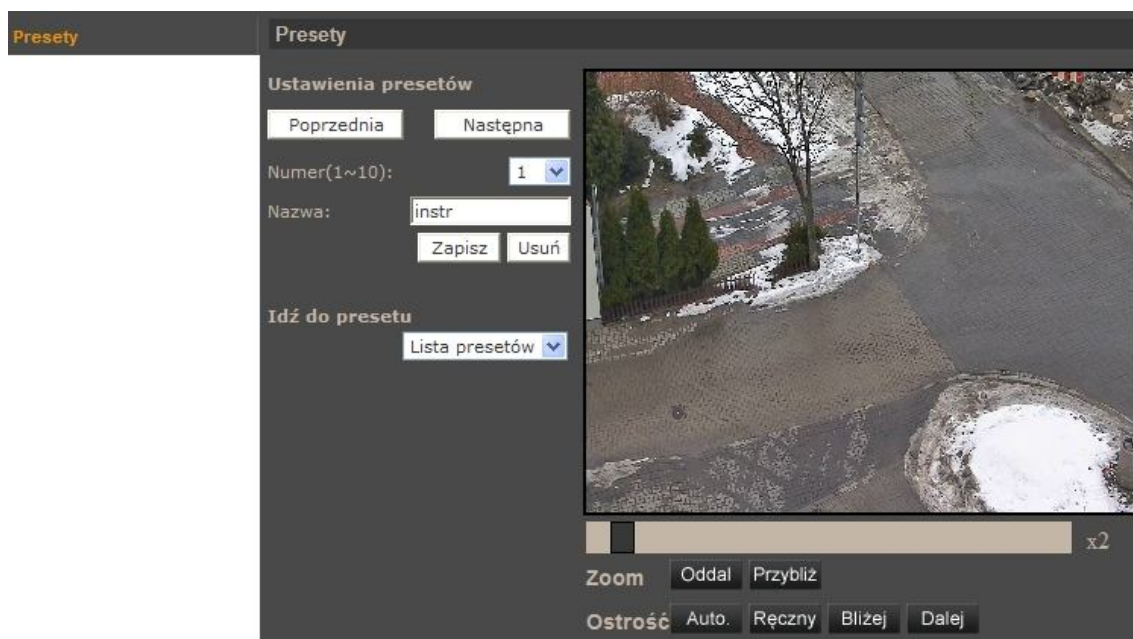 Presety
Presety
Ustawienia presetów
Poprzednia Następna
Numer(1~10): 1
Nazwa: instr
Zapisz Usuń
Idź do presetu
Lista presetów
x2
Zoom Oddal Przybliż
Ostrość Auto. Ręczny Bliżej Dalej